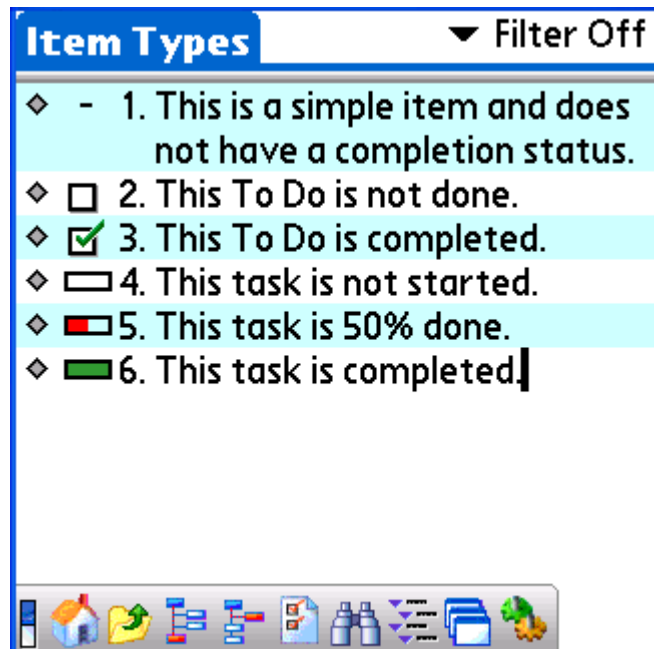 Item Types
Filter Off
- 1. This is a simple item and does
not have a completion status.
2. This To Do is not done.
3. This To Do is completed.
4. This task is not started.
5. This task is 50% done.
6. This task is completed.